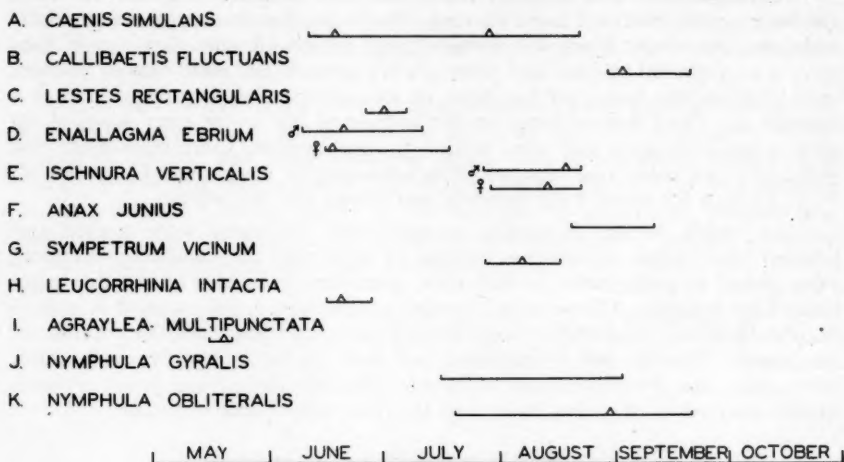 A. CAENIS SIMULANS
B. CALLIBAETIS FLUCTUANS
C. LESTES RECTANGULARIS
D. ENALLAGMA EBRIUM
♂
♀
E. ISCHNURA VERTICALIS
♂
♀
F. ANAX JUNIUS
G. SYMPETRUM VICINUM
H. LEUCORRHINIA INTACTA
I. AGRAYLEA MULTIPUNCTATA
J. NYMPHULA GYRALIS
K. NYMPHULA OBLITERALIS
MAY JUNE JULY AUGUST SEPTEMBER OCTOBER